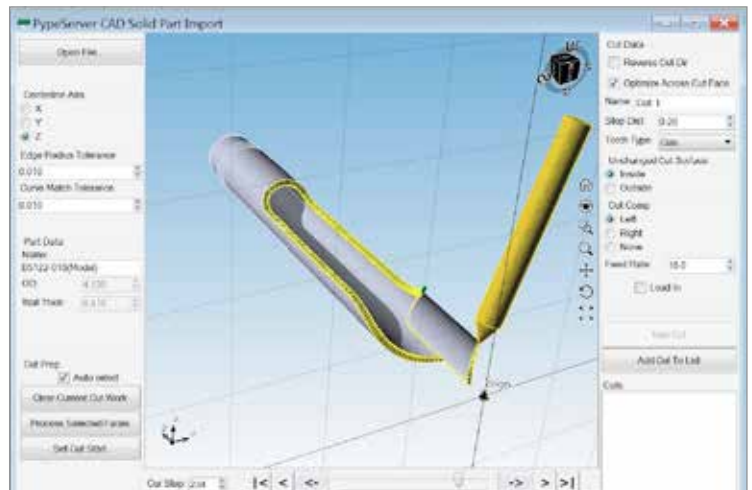 PypeServer CAD Solid Part Import
Open File
Centerline Axis
X
Y
Z
Edge Radius Tolerance
0.010
Curve Match Tolerance
0.010
Part Data
Name
OD
Wall Thick
Cut Prep
Auto select
Clear Current Cut Work
Process Selected Faces
Set Cut Start
Cut Step
|< < <-
-> > >|
Cut Data
Reverse Cut Dir
Optimize Across Cut Face
Name Cut 1
Step Dist 0.20
Torch Type
Unchanged Cut Surface
Inside
Outside
Cut Comp
Left
Right
None
Feed Rate
Lead In
Add Cut To List
Cuts